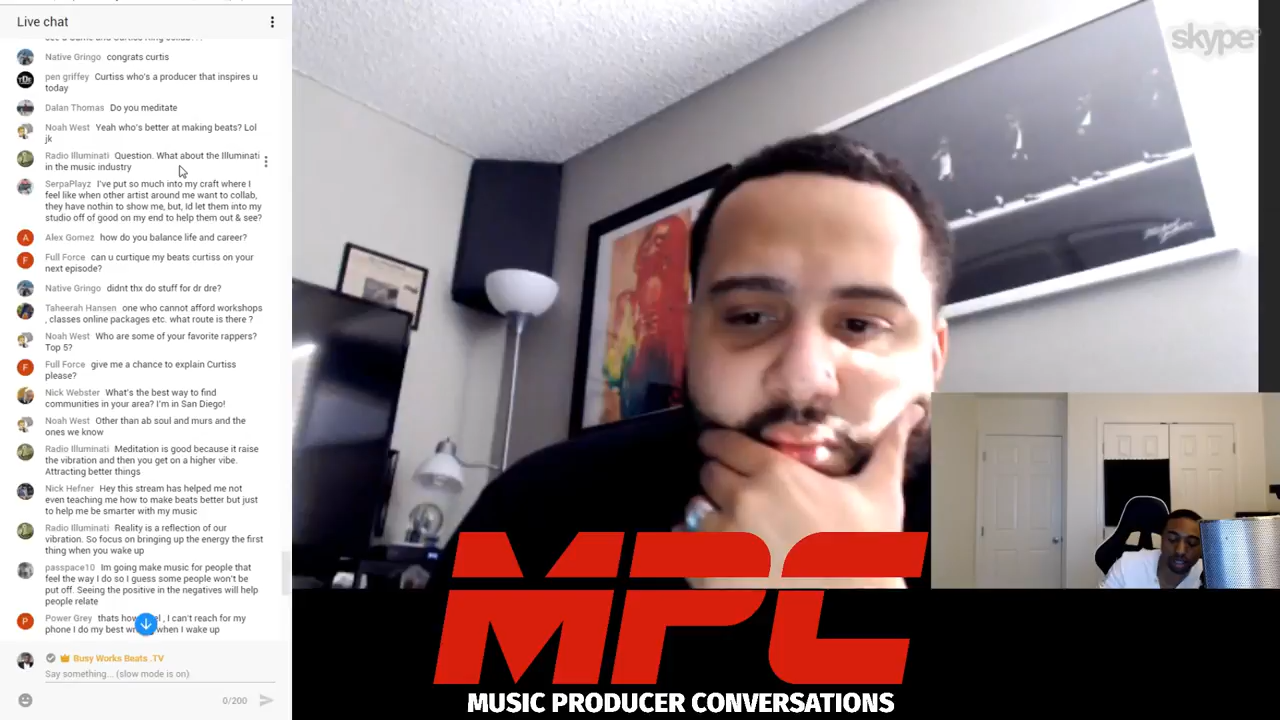 Live chat
Native Gringo congrats curtis
pen griffey Curtiss who's a producer that inspires u
today
Dalan Thomas Do you meditate
Noah West Yeah who's better at making beats? Lol
jk
Radio Illuminati Question. What about the Illuminati
in the music industry
SerpaPlayz I've put so much into my craft where I
feel like when other artist around me want to collab,
they have nothin to show me, but, Id let them into my
studio off of good on my end to help them out & see?
A
Alex Gomez how do you balance life and career?
F
Full Force can u curtique my beats curtiss on your
next episode?
Native Gringo didnt thx do stuff for dr dre?
Taheerah Hansen one who cannot afford workshops
, classes online packages etc. what route is there ?
Noah West Who are some of your favorite rappers?
Top 5?
F
Full Force give me a chance to explain Curtiss
please?
Nick Webster What's the best way to find
communities in your area? I'm in San Diego!
Noah West Other than ab soul and murs and the
ones we know
Radio Illuminati Meditation is good because it raise
the vibration and then you get on a higher vibe.
Attracting better things
Nick Hefner Hey this stream has helped me not
even teaching me how to make beats better but just
to help me be smarter with my music
Radio Illuminati Reality is a reflection of our
vibration. So focus on bringing up the energy the first
thing when you wake up
passpace10 Im going make music for people that
feel the way I do so I guess some people won't be
put off. Seeing the positive in the negatives will help
people relate
P
Power Grey thats how , I can't reach for my
phone I do my best when I wake up
Busy Works Beats .TV
Say something... (slow mode is on)
0/200
skype
MPC
MUSIC PRODUCER CONVERSATIONS